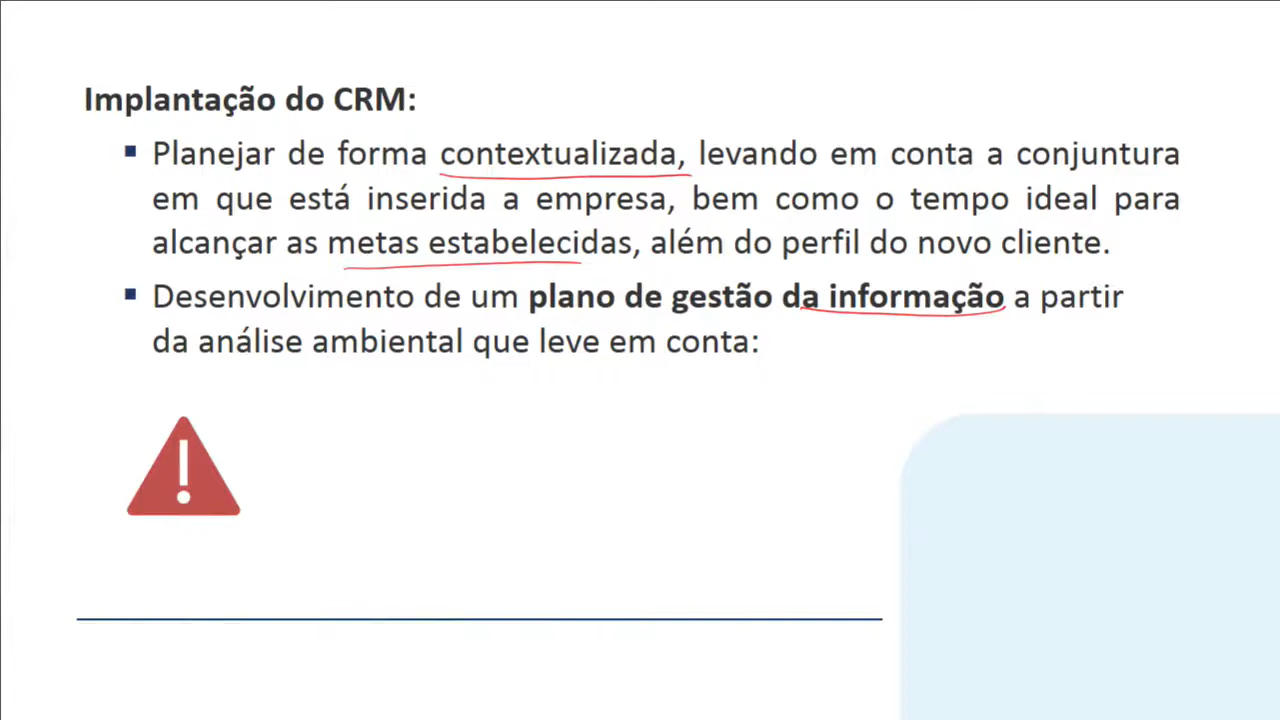 Implantação do CRM:
▪ Planejar de forma contextualizada, levando em conta a conjuntura
em que está inserida a empresa, bem como o tempo ideal para
alcançar as metas estabelecidas, além do perfil do novo cliente.
▪ Desenvolvimento de um plano de gestão da informação a partir
da análise ambiental que leve em conta: